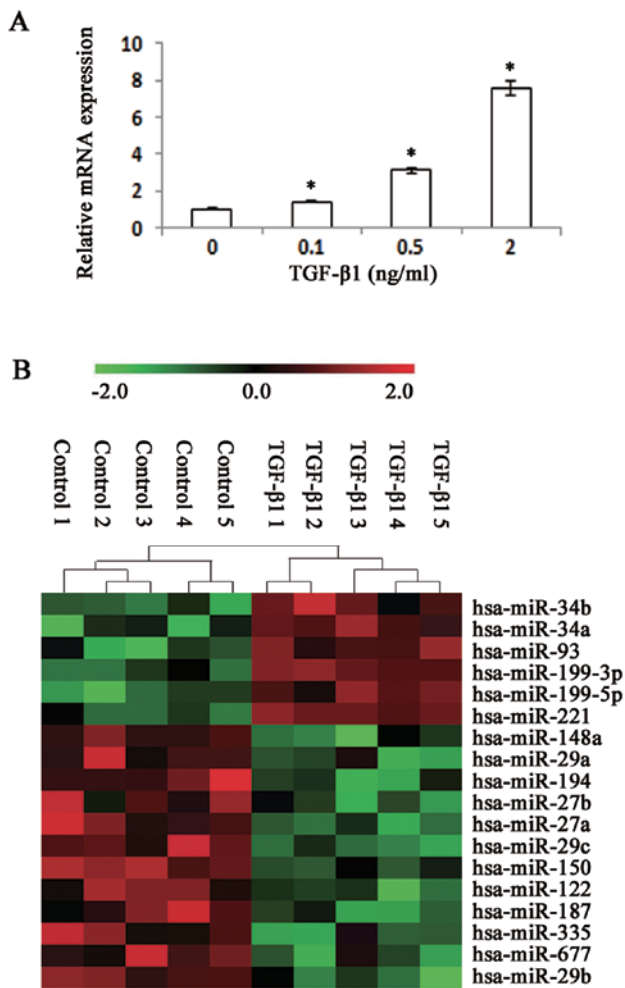 A
Relative mRNA expression
10
8
6
4
2
0
*
*
*
0 0.1 0.5 2
TGF-β1 (ng/ml)
B
-2.0 0.0 2.0
Control 1
Control 2
Control 3
Control 4
Control 5
TGF-β1 1
TGF-β1 2
TGF-β1 3
TGF-β1 4
TGF-β1 5
hsa-miR-34b
hsa-miR-34a
hsa-miR-93
hsa-miR-199-3p
hsa-miR-199-5p
hsa-miR-221
hsa-miR-148a
hsa-miR-29a
hsa-miR-194
hsa-miR-27b
hsa-miR-27a
hsa-miR-29c
hsa-miR-150
hsa-miR-122
hsa-miR-187
hsa-miR-335
hsa-miR-677
hsa-miR-29b